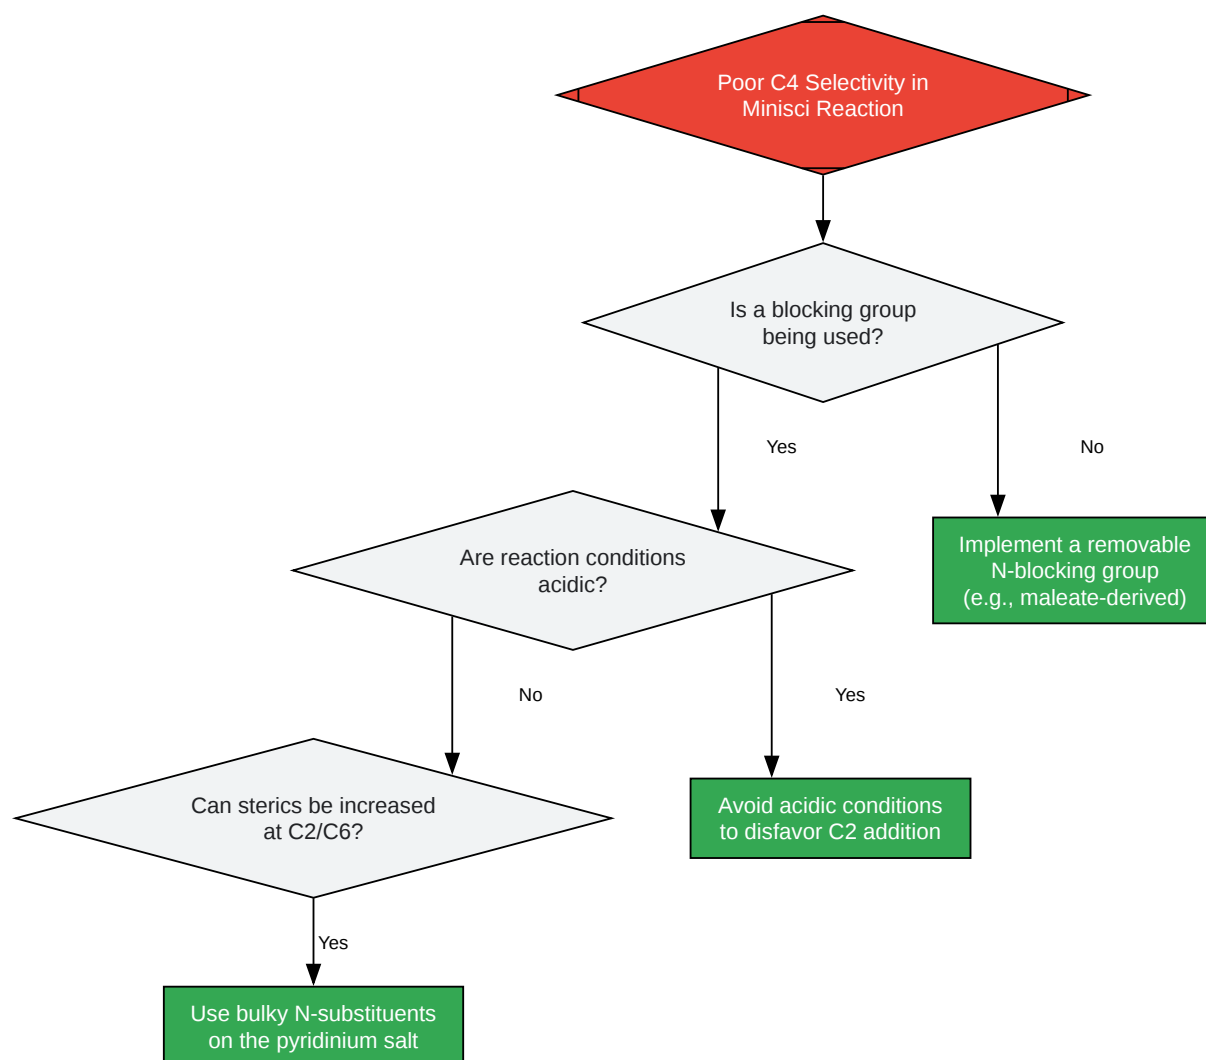 Poor C4 Selectivity in
Minisci Reaction
Is a blocking group
being used?
Yes
No
Are reaction conditions
acidic?
Implement a removable
N-blocking group
(e.g., maleate-derived)
No
Yes
Can sterics be increased
at C2/C6?
Avoid acidic conditions
to disfavor C2 addition
Yes
Use bulky N-substituents
on the pyridinium salt